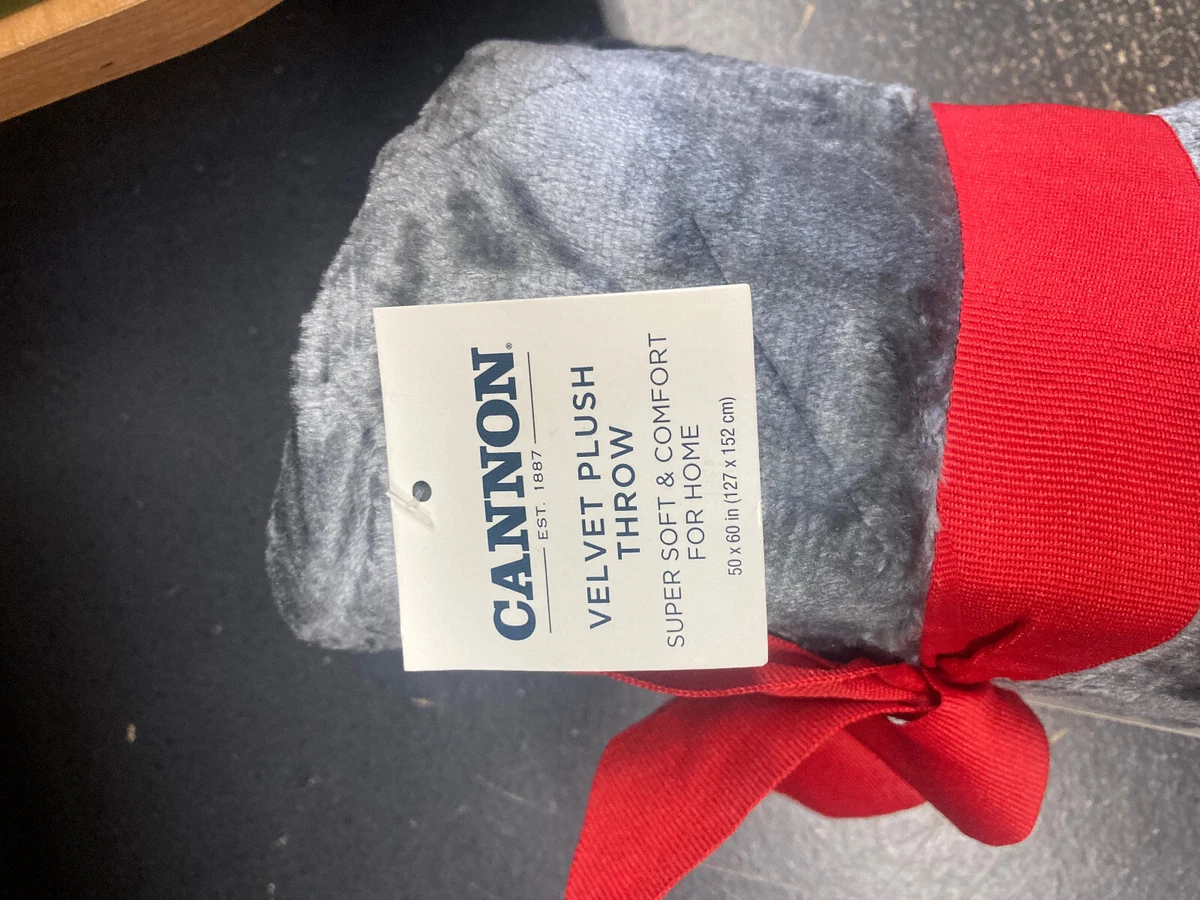 CANNON®
EST. 1887
VELVET PLUSH
THROW
SUPER SOFT & COMFORT
FOR HOME
50 x 60 in (127 x 152 cm)